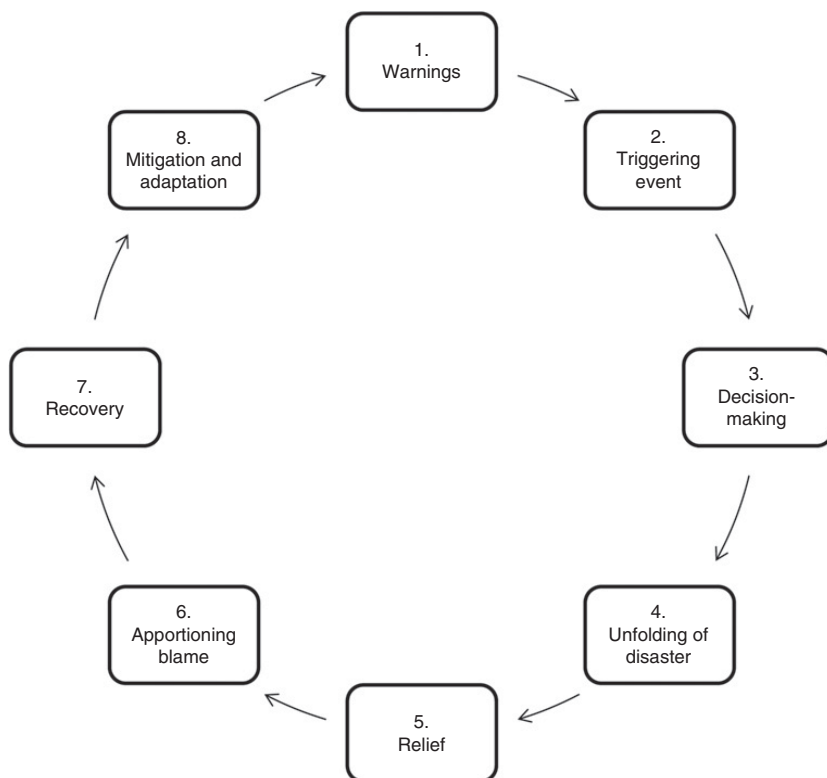 1.
Warnings
2.
Triggering
event
3.
Decision-
making
4.
Unfolding of
disaster
5.
Relief
6.
Apportioning
blame
7.
Recovery
8.
Mitigation and
adaptation